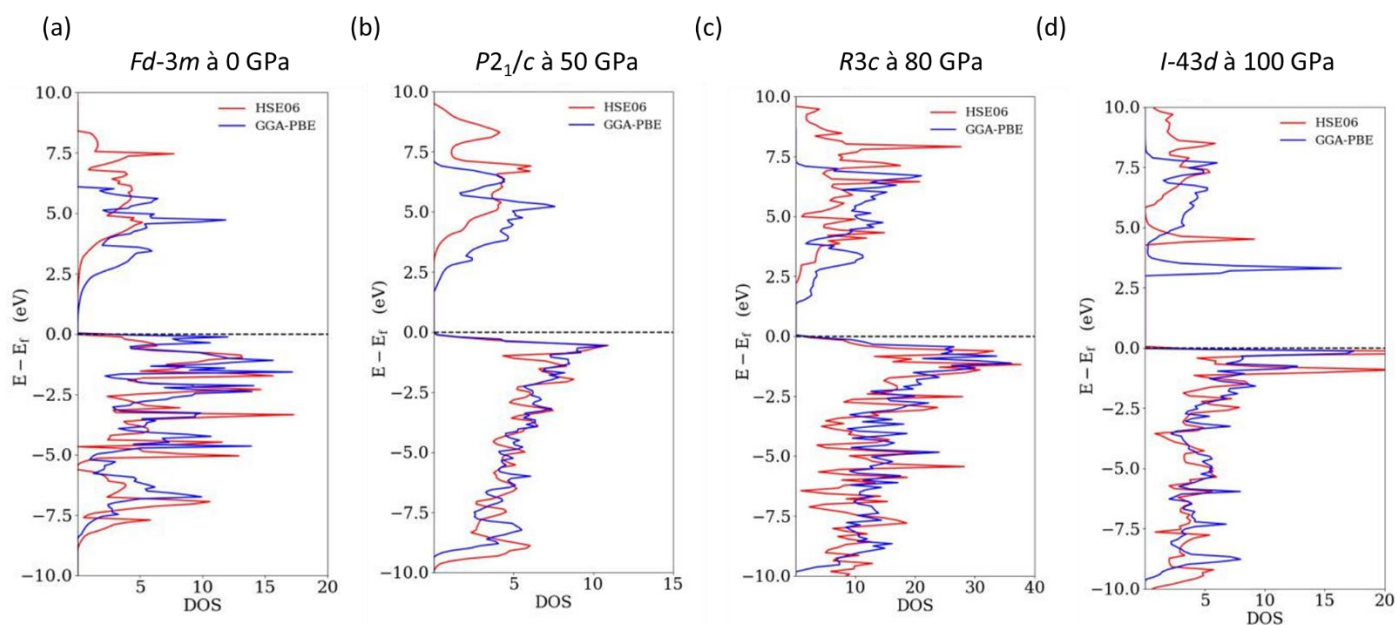 (a)
Fd-3m à 0 GPa
(b)
P2₁/c à 50 GPa
(c)
R3c à 80 GPa
(d)
I-43d à 100 GPa
10.0
7.5
5.0
2.5
0.0
−2.5
−5.0
−7.5
−10.0
E − E_f (eV)
HSE06
GGA-PBE
0
5
10
15
20
DOS
10.0
7.5
5.0
2.5
0.0
−2.5
−5.0
−7.5
−10.0
E − E_f (eV)
HSE06
GGA-PBE
5
10
15
DOS
10.0
7.5
5.0
2.5
0.0
−2.5
−5.0
−7.5
−10.0
E − E_f (eV)
HSE06
GGA-PBE
10
20
30
40
DOS
10.0
7.5
5.0
2.5
0.0
−2.5
−5.0
−7.5
−10.0
E − E_f (eV)
HSE06
GGA-PBE
5
10
15
20
DOS